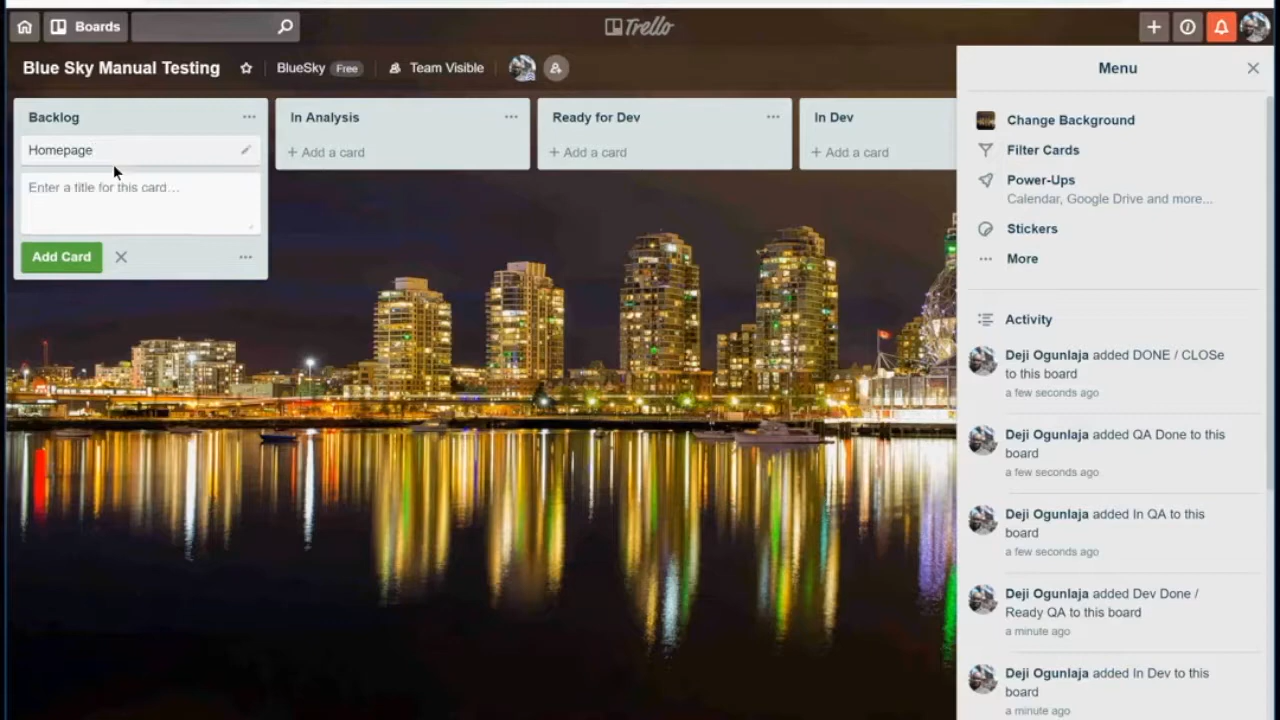 Boards
Trello
Blue Sky Manual Testing
BlueSky Free
Team Visible
Backlog
Homepage
Enter a title for this card…
Add Card
In Analysis
+ Add a card
Ready for Dev
+ Add a card
In Dev
+ Add a card
Menu
Change Background
Filter Cards
Power-Ups
Calendar, Google Drive and more...
Stickers
More
Activity
Deji Ogunlaja added DONE / CLOSe
to this board
a few seconds ago
Deji Ogunlaja added QA Done to this
board
a few seconds ago
Deji Ogunlaja added In QA to this
board
a few seconds ago
Deji Ogunlaja added Dev Done /
Ready QA to this board
a minute ago
Deji Ogunlaja added In Dev to this
board
a minute ago